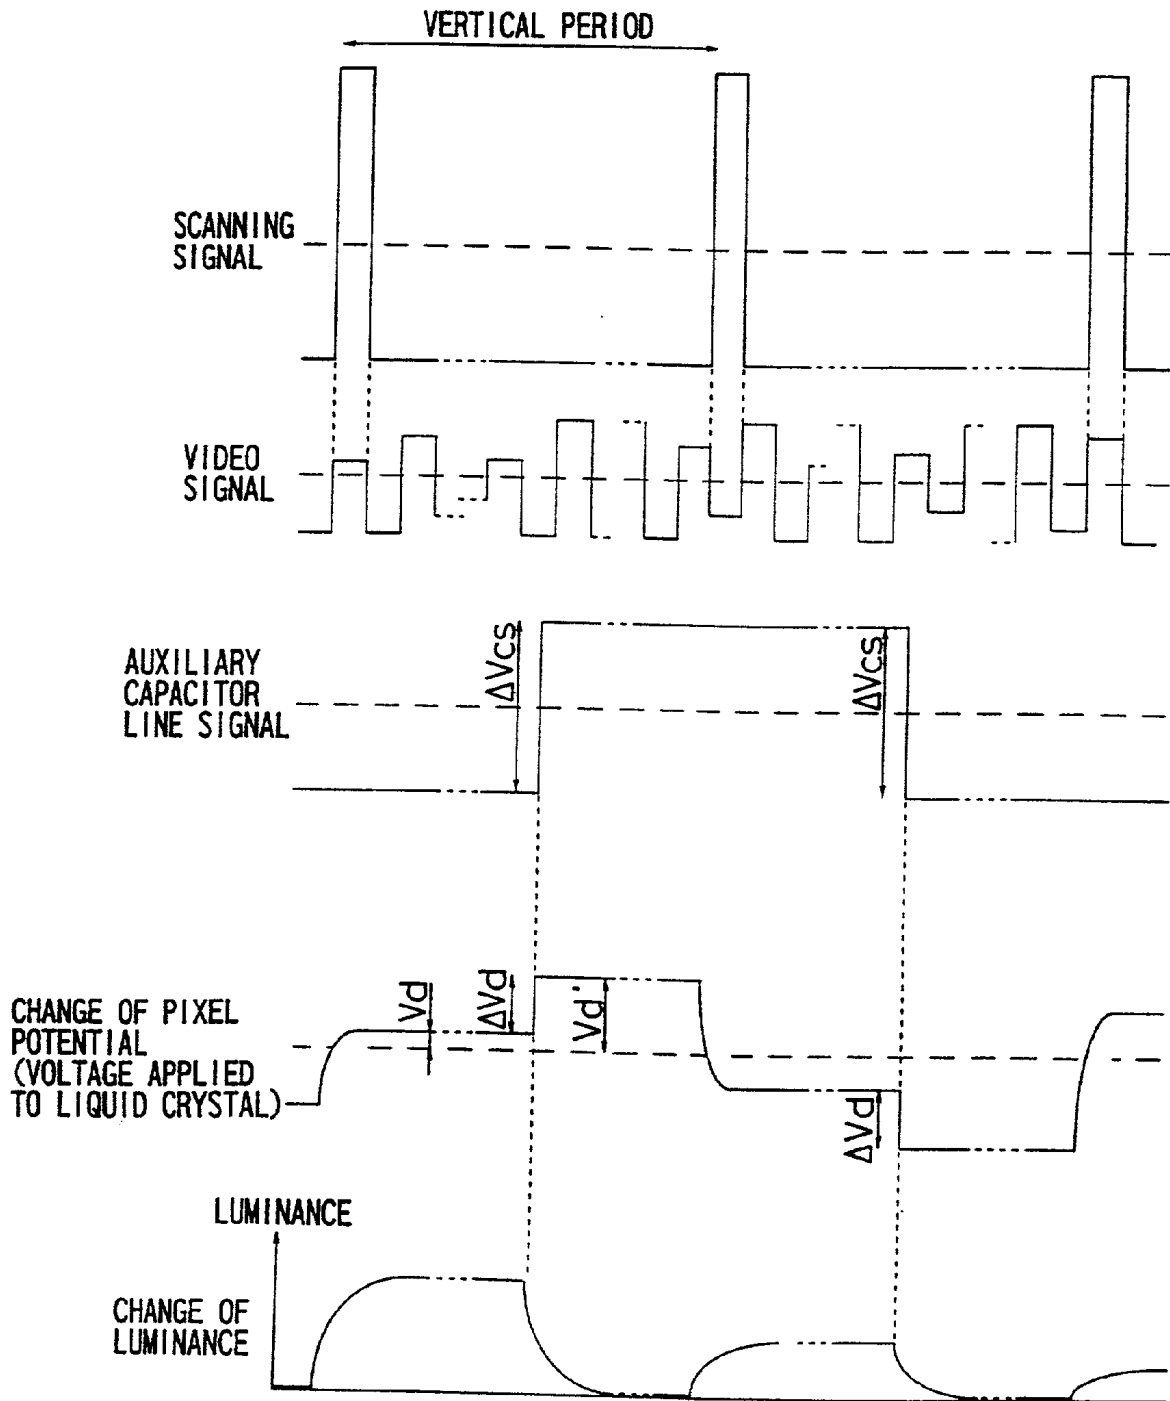 VERTICAL PERIOD
SCANNING
SIGNAL
VIDEO
SIGNAL
AUXILIARY
CAPACITOR
LINE SIGNAL
ΔVcs
ΔVcs
CHANGE OF PIXEL
POTENTIAL
(VOLTAGE APPLIED
TO LIQUID CRYSTAL)
Vd
ΔVd
Vd'
ΔVd
LUMINANCE
CHANGE OF
LUMINANCE